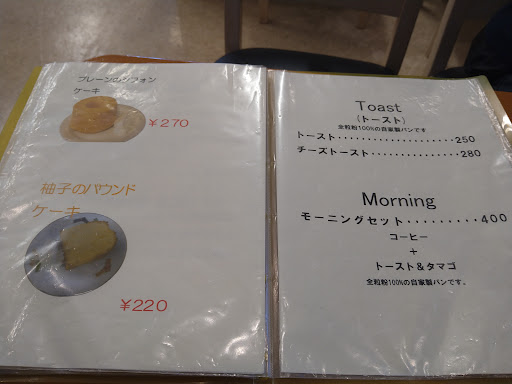 プレーンのシフォン
ケーキ
¥270
柚子のパウンド
ケーキ
¥220
Toast
(トースト)
全粒粉100%の自家製パンです
トースト・・・・・・・・・・・・・・・・・・・・250
チーズトースト・・・・・・・・・・・・・・・280
Morning
モーニングセット・・・・・・・・・400
コーヒー
+
トースト&タマゴ
全粒粉100%の自家製パンです。